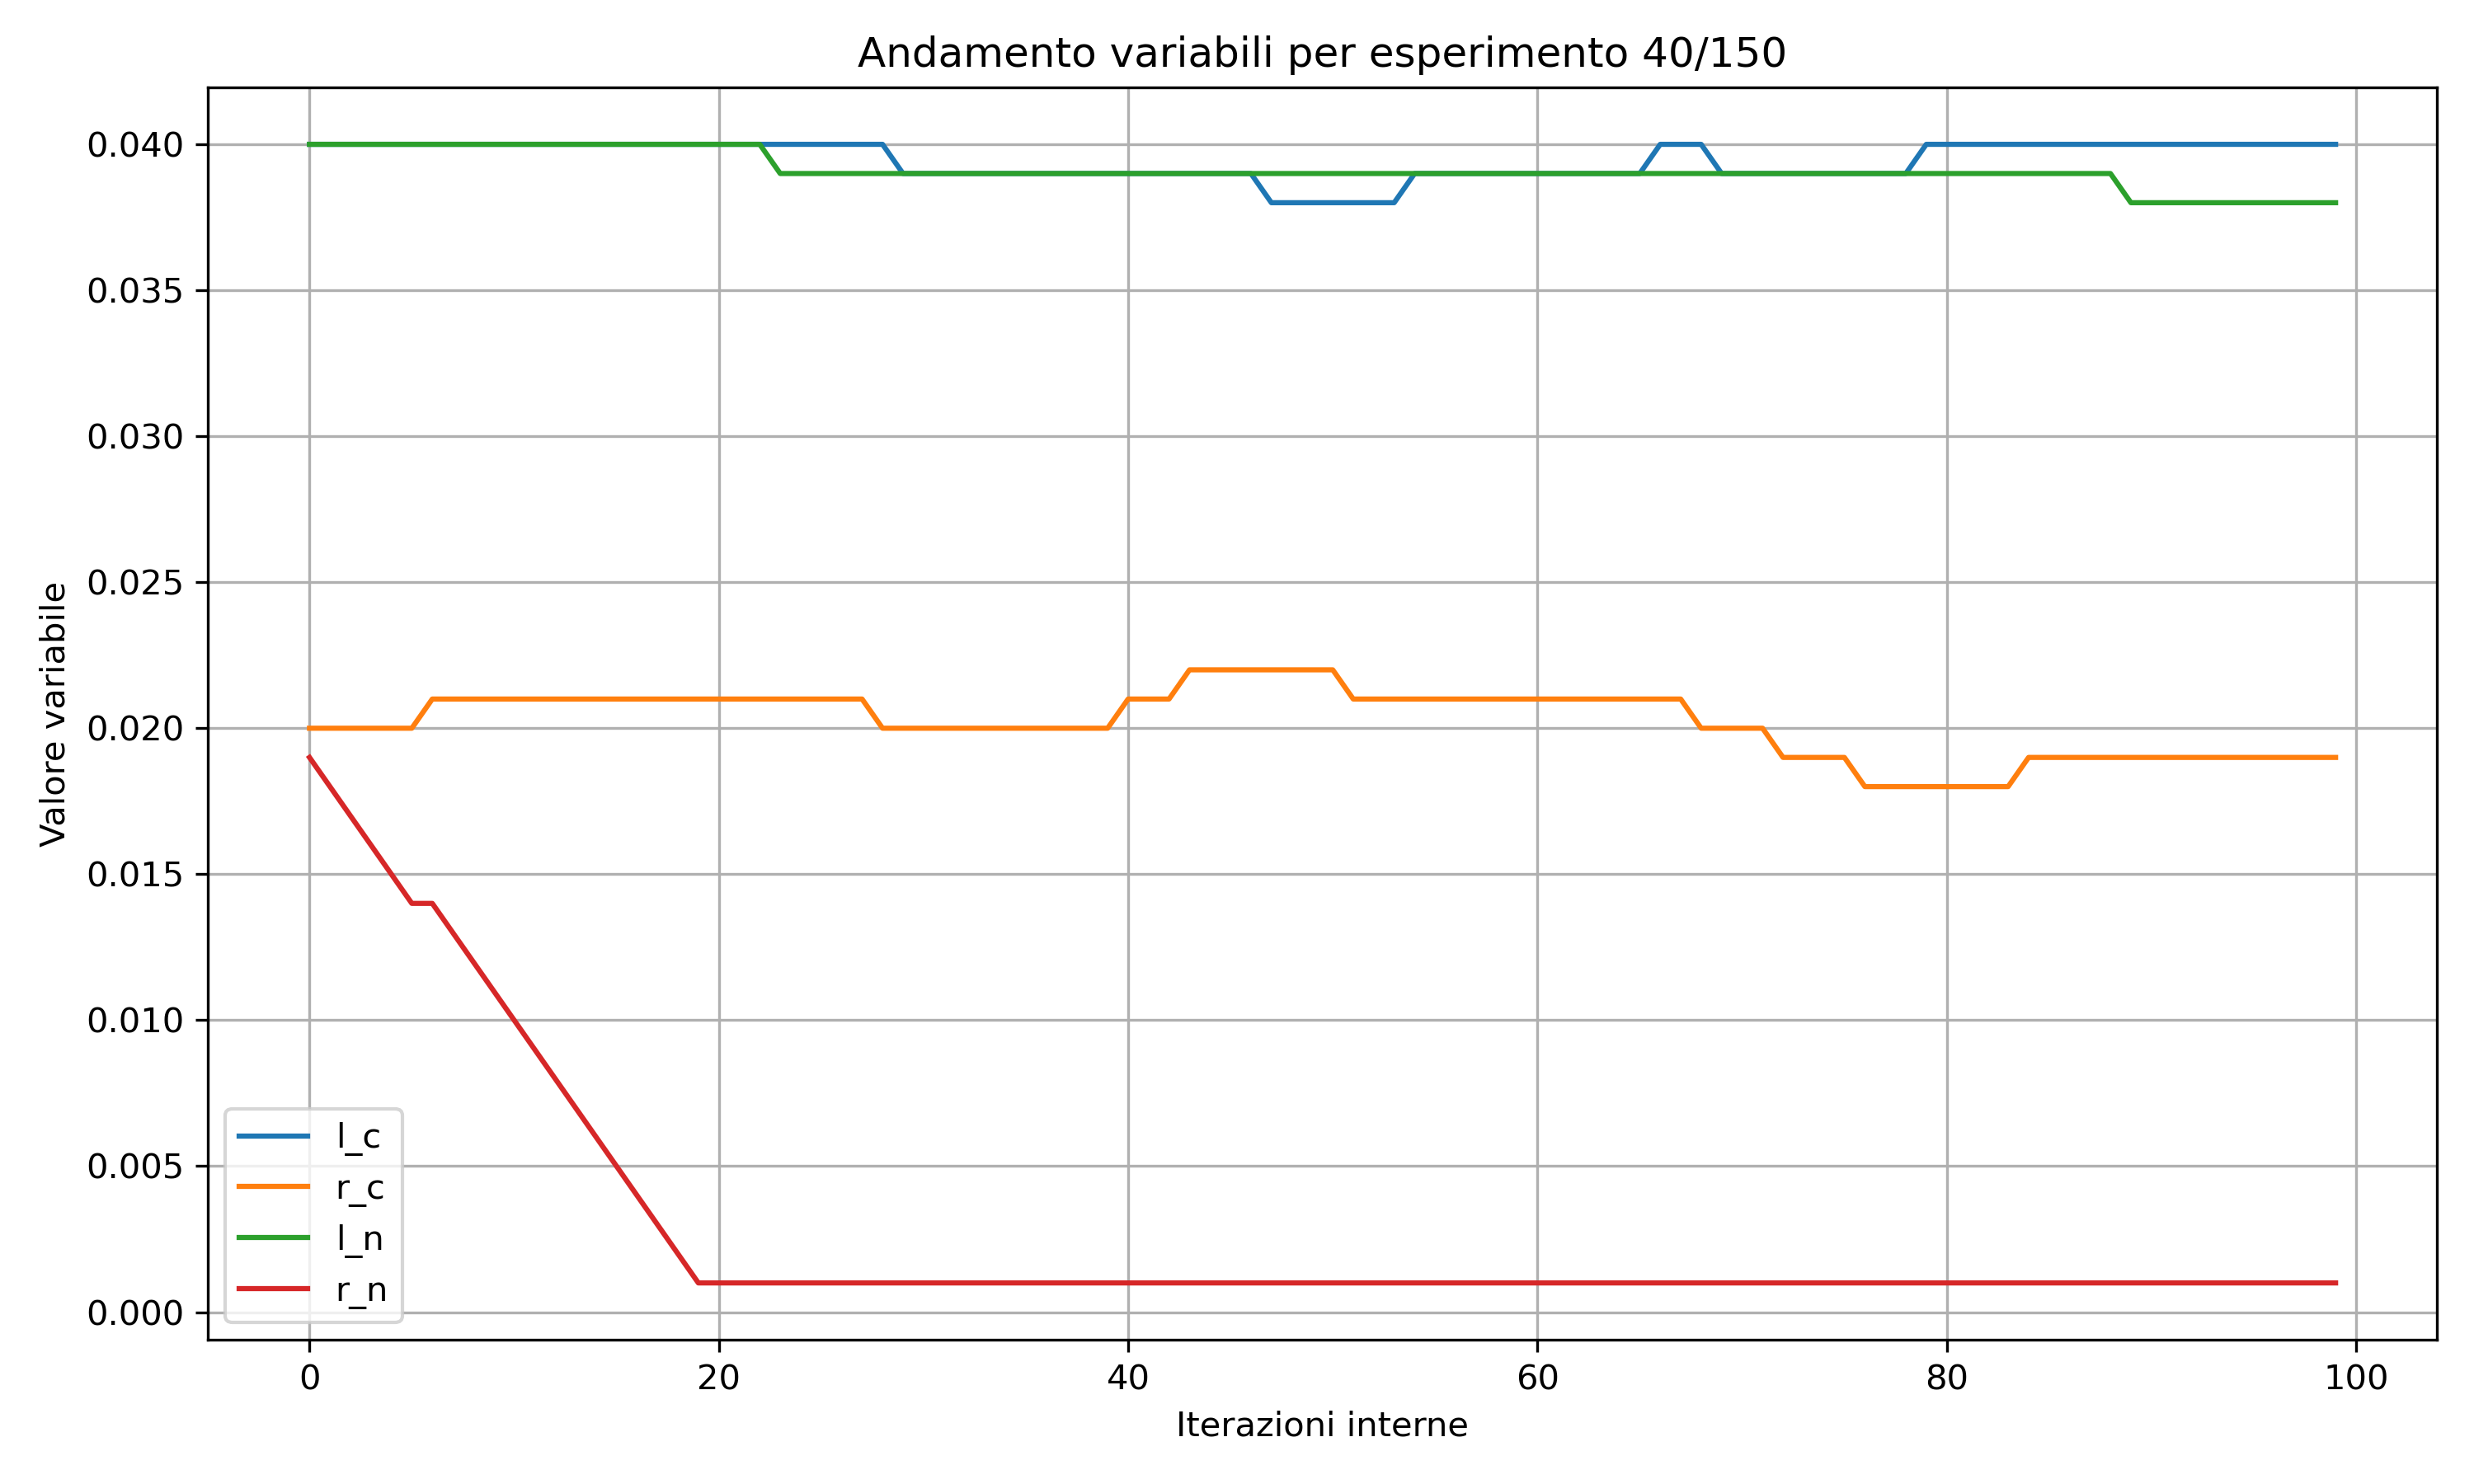 Andamento variabili per esperimento 40/150
0.040
0.035
0.030
0.025
0.020
0.015
0.010
0.005
0.000
Valore variabile
l_c
r_c
l_n
r_n
0 20 40 60 80 100
Iterazioni interne